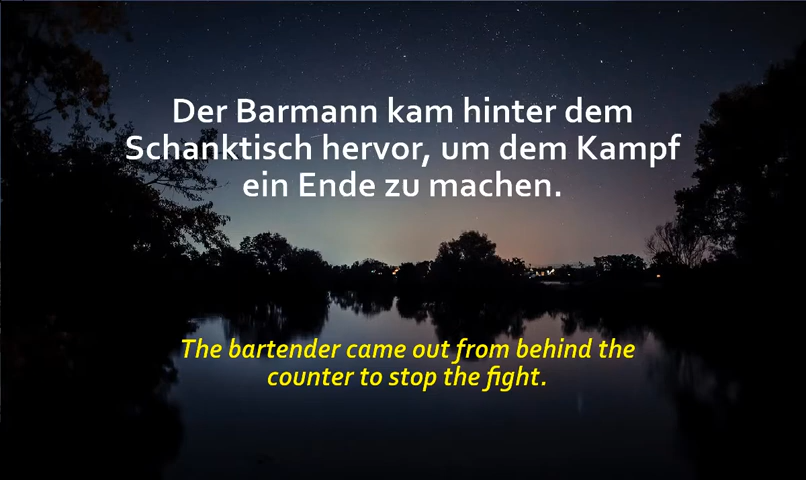 Der Barmann kam hinter dem
Schanktisch hervor, um dem Kampf
ein Ende zu machen.
The bartender came out from behind the
counter to stop the fight.